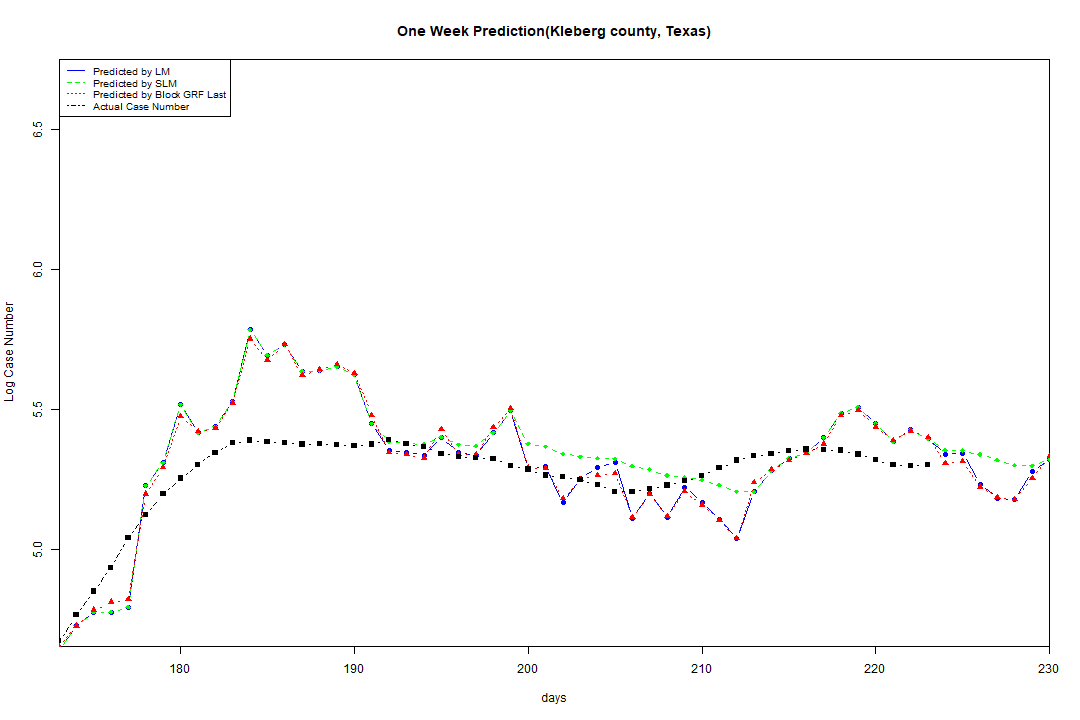 One Week Prediction(Kleberg county, Texas)
Predicted by LM
Predicted by SLM
Predicted by Block GRF Last
Actual Case Number
6.5
6.0
5.5
5.0
Log Case Number
180 190 200 210 220 230
days